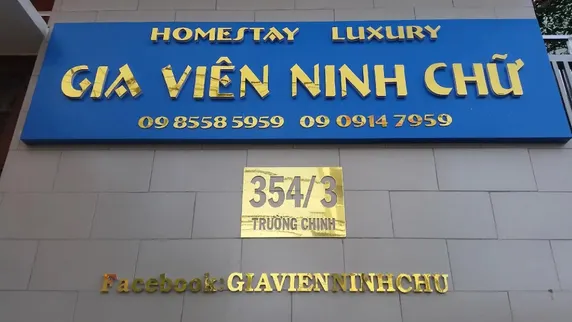 HOMESTAY LUXURY
GIA VIÊN NINH CHỮ
09 8558 5959 09 0914 7959
354/3
TRƯỜNG CHINH
Facebook:GIAVIENNINHCHU